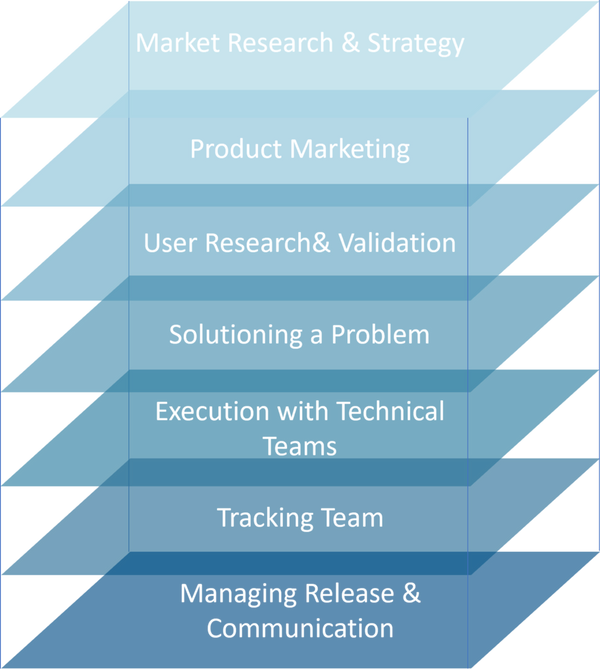 Market Research & Strategy
Product Marketing
User Research& Validation
Solutioning a Problem
Execution with Technical
Teams
Tracking Team
Managing Release &
Communication